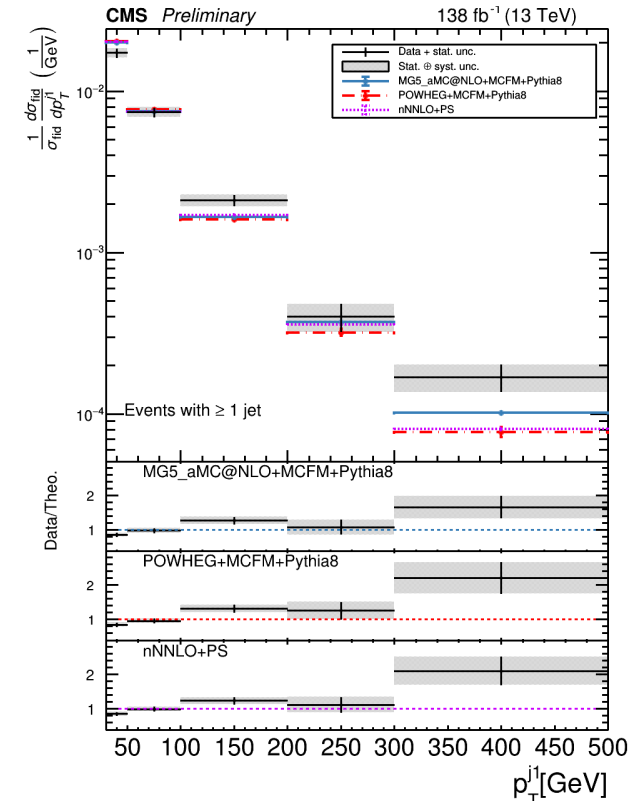 CMS Preliminary 138 fb⁻¹ (13 TeV)
1/σ_fid dσ_fid/dp_T^j1 (1/GeV)
Data + stat. unc.
Stat. ⊕ syst. unc.
MG5_aMC@NLO+MCFM+Pythia8
POWHEG+MCFM+Pythia8
nNNLO+PS
10⁻²
10⁻³
10⁻⁴
Events with ≥ 1 jet
Data/Theo.
MG5_aMC@NLO+MCFM+Pythia8
2
1
POWHEG+MCFM+Pythia8
2
1
nNNLO+PS
2
1
50 100 150 200 250 300 350 400 450 500
p_T^j1[GeV]